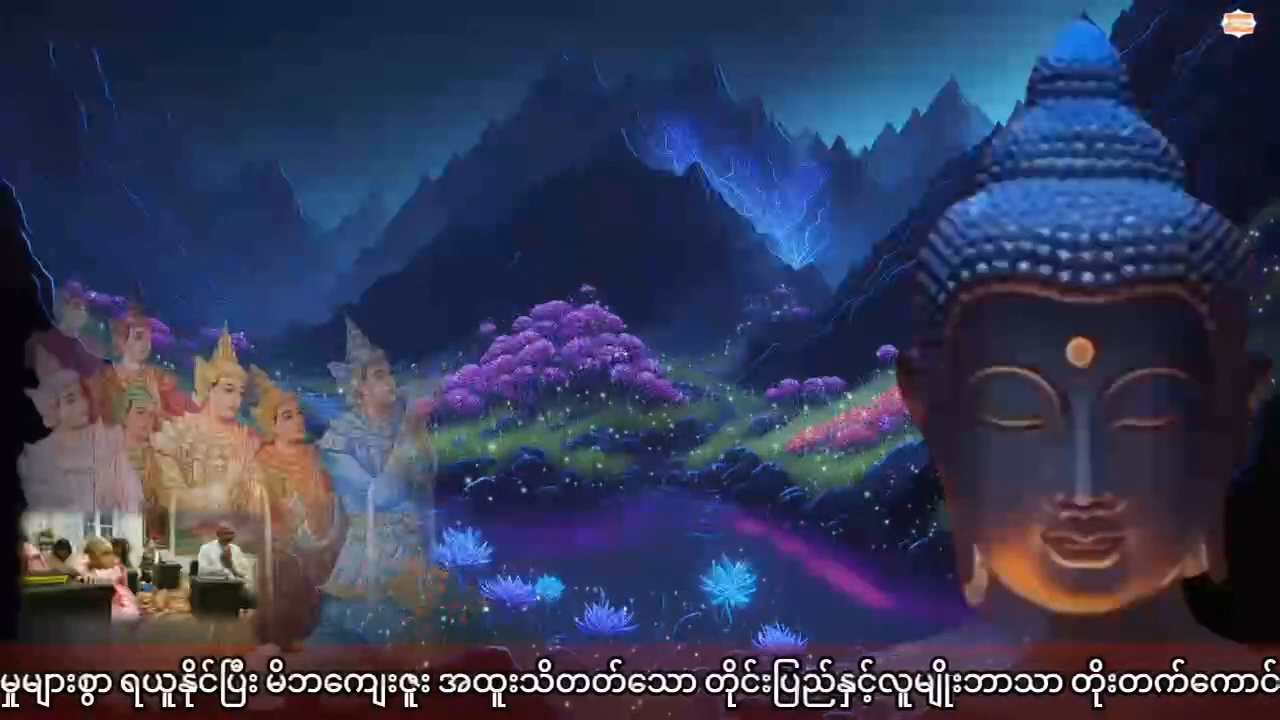 မှုများစွာ ရယူနိုင်ပြီး မိဘကျေးဇူး အထူးသိတတ်သော တိုင်းပြည်နှင့်လူမျိုးဘာသာ တိုးတက်ကောင်